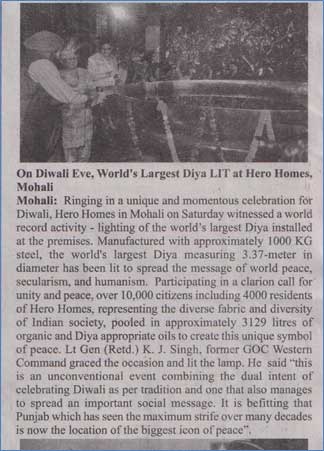 On Diwali Eve, World's Largest Diya LIT at Hero Homes,
Mohali
Mohali: Ringing in a unique and momentous celebration for
Diwali, Hero Homes in Mohali on Saturday witnessed a world
record activity - lighting of the world's largest Diya installed
at the premises. Manufactured with approximately 1000 KG
steel, the world's largest Diya measuring 3.37-meter in
diameter has been lit to spread the message of world peace,
secularism, and humanism. Participating in a clarion call for
unity and peace, over 10,000 citizens including 4000 residents
of Hero Homes, representing the diverse fabric and diversity
of Indian society, pooled in approximately 3129 litres of
organic and Diya appropriate oils to create this unique symbol
of peace. Lt Gen (Retd.) K. J. Singh, former GOC Western
Command graced the occasion and lit the lamp. He said “this
is an unconventional event combining the dual intent of
celebrating Diwali as per tradition and one that also manages
to spread an important social message. It is befitting that
Punjab which has seen the maximum strife over many decades
is now the location of the biggest icon of peace”.